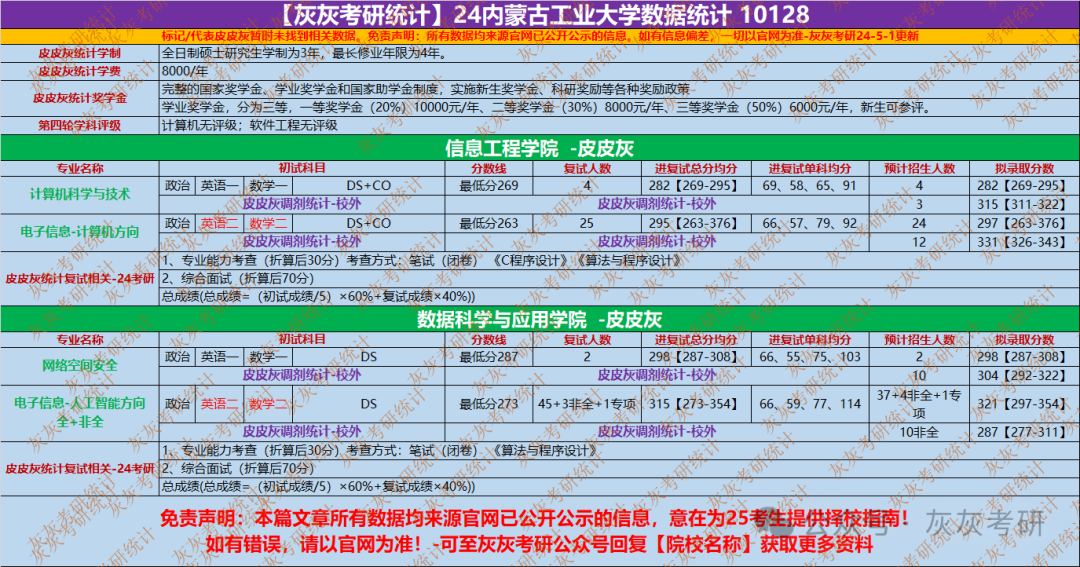 【灰灰考研统计】24内蒙古工业大学数据统计 10128
标记/代表皮皮灰暂时未找到相关数据。免责声明：所有数据均来源官网已公开公示的信息。如有信息偏差，一切以官网为准-灰灰考研24-5-1更新
皮皮灰统计学制 全日制硕士研究生学制为3年，最长修业年限为4年。
皮皮灰统计学费 8000/年
皮皮灰统计奖学金 完整的国家奖学金、学业奖学金和国家助学金制度，实施新生奖学金、科研奖励等各种奖励政策
学业奖学金，分为三等，一等奖学金（20%）10000元/年、二等奖学金（30%）8000元/年、三等奖学金（50%）6000元/年，新生可参评。
第四轮学科评级 计算机无评级；软件工程无评级
信息工程学院 -皮皮灰
专业名称 初试科目 分数线 复试人数 进复试总分均分 进复试单科均分 预计招生人数 拟录取分数
计算机科学与技术 政治 英语一 数学一 DS+CO 最低分269 4 282【269-295】 69、58、65、91 4 282【269-295】
皮皮灰调剂统计-校外 皮皮灰调剂统计-校外 3 315【311-322】
电子信息-计算机方向 政治 英语二 数学二 DS+CO 最低分263 25 295【263-376】 66、57、79、92 24 297【263-376】
皮皮灰调剂统计-校外 皮皮灰调剂统计-校外 12 331【326-343】
皮皮灰统计复试相关-24考研 1、专业能力考查（折算后30分）考查方式：笔试（闭卷） 《C程序设计》《算法与程序设计》
2、综合面试（折算后70分）
总成绩(总成绩=（初试成绩/5）×60%+复试成绩×40%))
数据科学与应用学院 -皮皮灰
专业名称 初试科目 分数线 复试人数 进复试总分均分 进复试单科均分 预计招生人数 拟录取分数
网络空间安全 政治 英语一 数学一 DS 最低分287 2 298【287-308】 66、55、75、103 2 298【287-308】
皮皮灰调剂统计-校外 皮皮灰调剂统计-校外 10 304【292-322】
电子信息-人工智能方向 全+非全 政治 英语二 数学二 DS 最低分273 45+3非全+1专项 315【273-354】 66、59、77、114 37+4非全+1专项 321【297-354】
皮皮灰调剂统计-校外 皮皮灰调剂统计-校外 10非全 287【277-311】
皮皮灰统计复试相关-24考研 1、专业能力考查（折算后30分）考查方式：笔试（闭卷） 《算法与程序设计》
2、综合面试（折算后70分）
总成绩(总成绩=（初试成绩/5）×60%+复试成绩×40%))
免责声明：本篇文章所有数据均来源官网已公开公示的信息，意在为25考生提供择校指南！
如有错误，请以官网为准！-可至灰灰考研公众号回复【院校名称】获取更多资料
公众号 灰灰考研